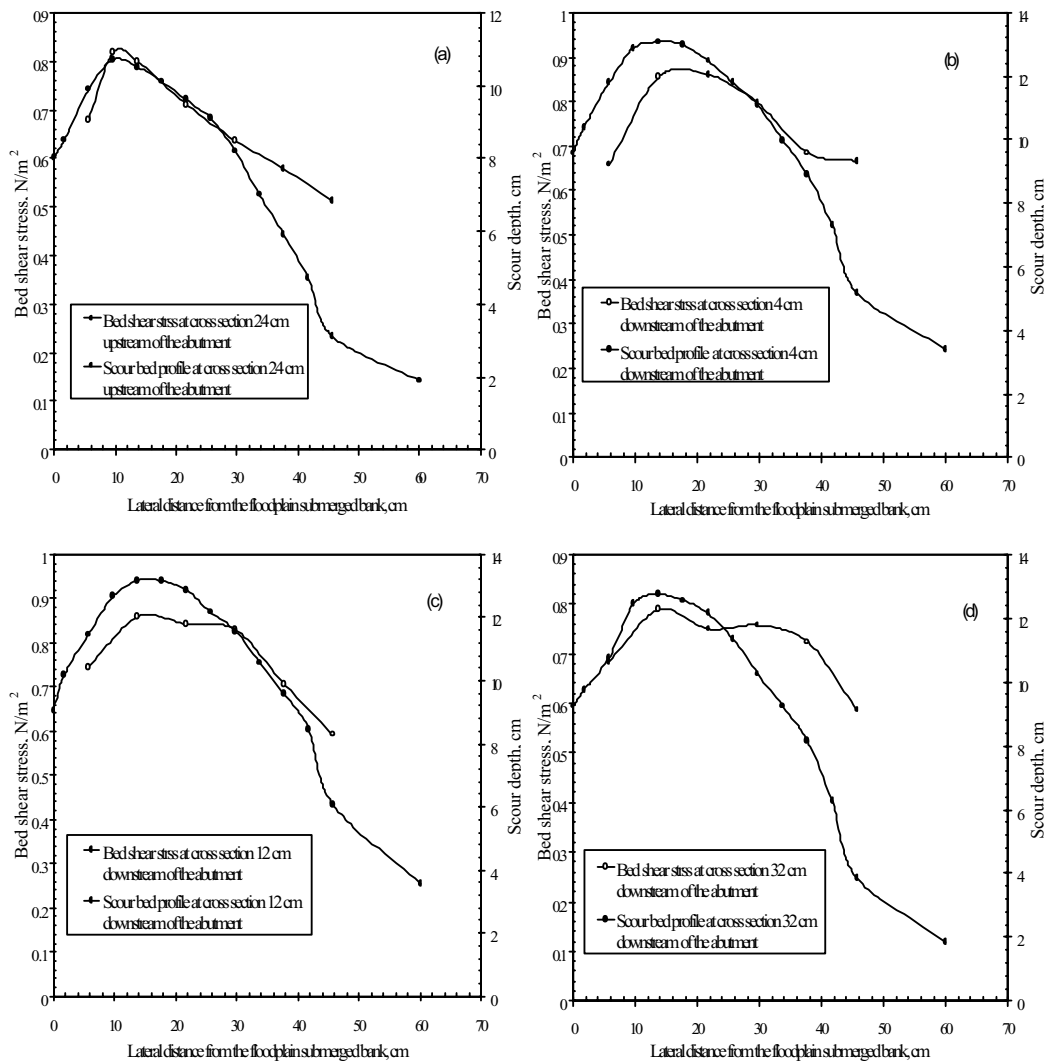 (a)
Bed shear stress. N/m²
0.9
0.8
0.7
0.6
0.5
0.4
0.3
0.2
0.1
0
12
10
8
6
4
2
0
Scour depth. cm
Bed shear strss at cross section 24 cm
upstream of the abutment
Scour bed profile at cross section 24 cm
upstream of the abutment
0 10 20 30 40 50 60 70
Lateral distance from the floodplain submerged bank, cm
(b)
Bed shear stress. N/m²
1
0.9
0.8
0.7
0.6
0.5
0.4
0.3
0.2
0.1
0
14
12
10
8
6
4
2
0
Scour depth. cm
Bed shear strss at cross section 4 cm
downstream of the abutment
Scour bed profile at cross section 4 cm
downstream of the abutment
0 10 20 30 40 50 60 70
Lateral distance from the floodplain submerged bank, cm
(c)
Bed shear stress. N/m²
1
0.9
0.8
0.7
0.6
0.5
0.4
0.3
0.2
0.1
0
14
12
10
8
6
4
2
0
Scour depth. cm
Bed shear strss at cross section 12 cm
downstream of the abutment
Scour bed profile at cross section 12 cm
downstream of the abutment
0 10 20 30 40 50 60 70
Lateral distance from the floodplain submerged bank, cm
(d)
Bed shear stress. N/m²
0.9
0.8
0.7
0.6
0.5
0.4
0.3
0.2
0.1
0
14
12
10
8
6
4
2
0
Scour depth. cm
Bed shear strss at cross section 32 cm
downstream of the abutment
Scour bed profile at cross section 32 cm
downstream of the abutment
0 10 20 30 40 50 60 70
Lateral distance from the floodplain submerged bank, cm